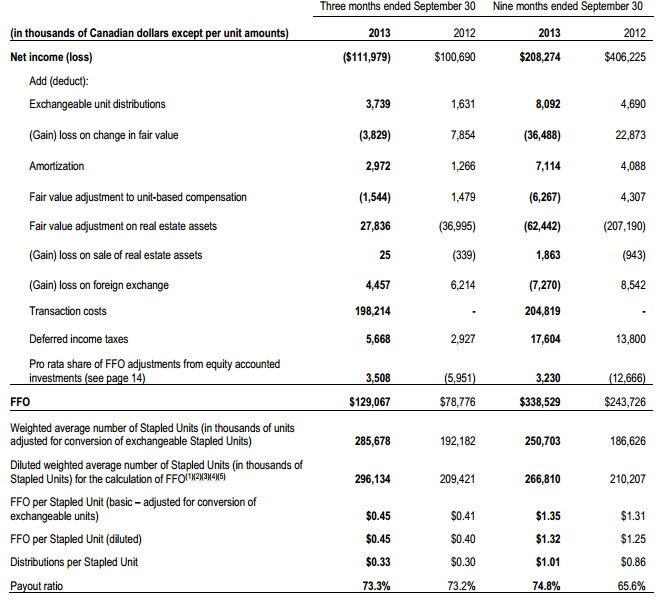 Three months ended September 30 Nine months ended September 30
(in thousands of Canadian dollars except per unit amounts) 2013 2012 2013 2012
Net income (loss) ($111,979) $100,690 $208,274 $406,225
Add (deduct):
Exchangeable unit distributions 3,739 1,631 8,092 4,690
(Gain) loss on change in fair value (3,829) 7,854 (36,488) 22,873
Amortization 2,972 1,266 7,114 4,088
Fair value adjustment to unit-based compensation (1,544) 1,479 (6,267) 4,307
Fair value adjustment on real estate assets 27,836 (36,995) (62,442) (207,190)
(Gain) loss on sale of real estate assets 25 (339) 1,863 (943)
(Gain) loss on foreign exchange 4,457 6,214 (7,270) 8,542
Transaction costs 198,214 - 204,819 -
Deferred income taxes 5,668 2,927 17,604 13,800
Pro rata share of FFO adjustments from equity accounted
investments (see page 14) 3,508 (5,951) 3,230 (12,666)
FFO $129,067 $78,776 $338,529 $243,726
Weighted average number of Stapled Units (in thousands of units
adjusted for conversion of exchangeable Stapled Units) 285,678 192,182 250,703 186,626
Diluted weighted average number of Stapled Units (in thousands of
Stapled Units) for the calculation of FFO(1)(2)(3)(4)(5) 296,134 209,421 266,810 210,207
FFO per Stapled Unit (basic – adjusted for conversion of
exchangeable units) $0.45 $0.41 $1.35 $1.31
FFO per Stapled Unit (diluted) $0.45 $0.40 $1.32 $1.25
Distributions per Stapled Unit $0.33 $0.30 $1.01 $0.86
Payout ratio 73.3% 73.2% 74.8% 65.6%